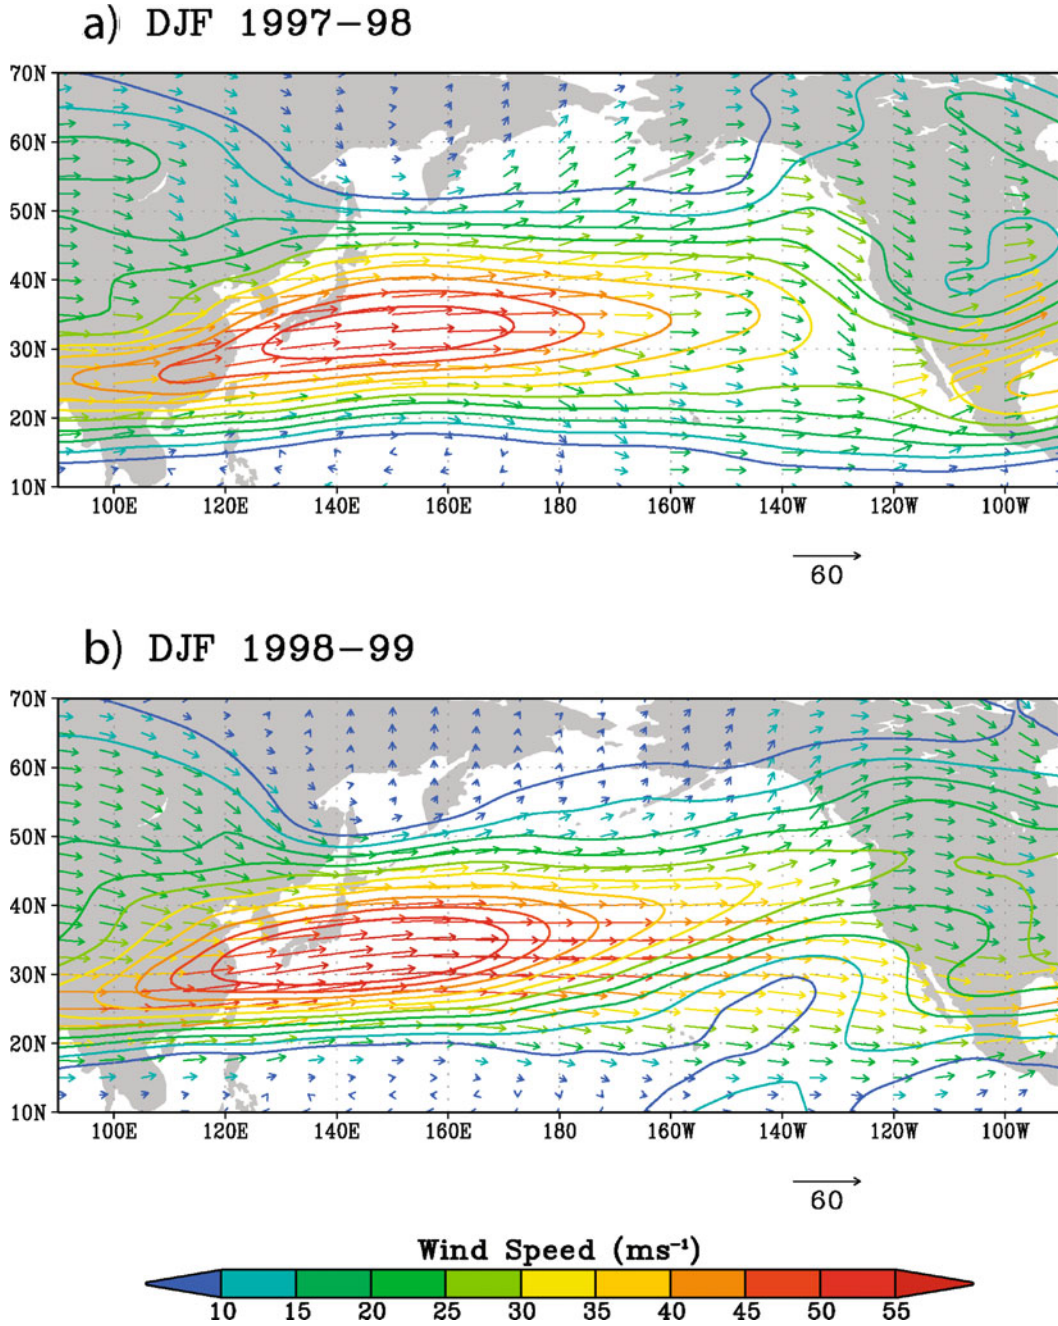 a) DJF 1997-98
70N
60N
50N
40N
30N
20N
10N
100E 120E 140E 160E 180 160W 140W 120W 100W
60
b) DJF 1998-99
70N
60N
50N
40N
30N
20N
10N
100E 120E 140E 160E 180 160W 140W 120W 100W
60
Wind Speed (ms⁻¹)
10 15 20 25 30 35 40 45 50 55